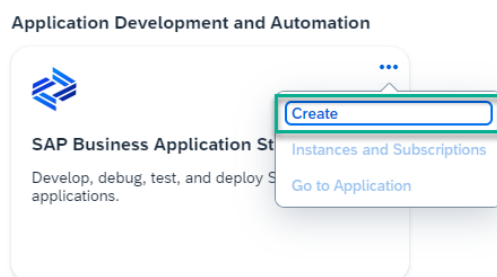 Application Development and Automation
•••
Create
SAP Business Application St
Instances and Subscriptions
Develop, debug, test, and deploy S
Go to Application
applications.